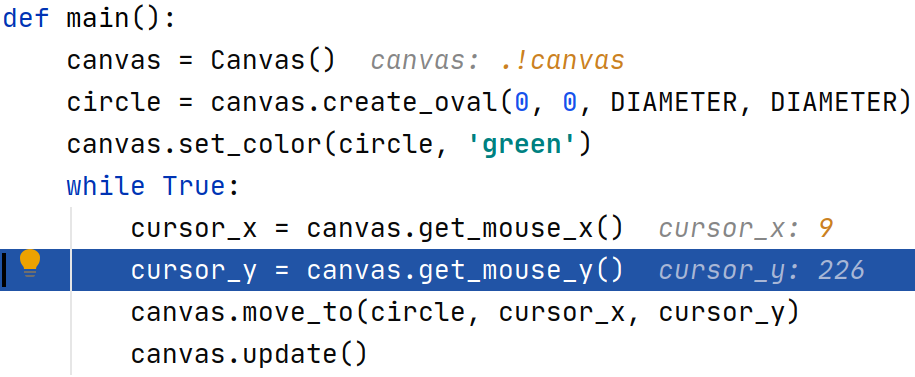 def main():
    canvas = Canvas()  canvas: .!canvas
    circle = canvas.create_oval(0, 0, DIAMETER, DIAMETER)
    canvas.set_color(circle, 'green')
    while True:
        cursor_x = canvas.get_mouse_x()  cursor_x: 9
        cursor_y = canvas.get_mouse_y()  cursor_y: 226
        canvas.move_to(circle, cursor_x, cursor_y)
        canvas.update()